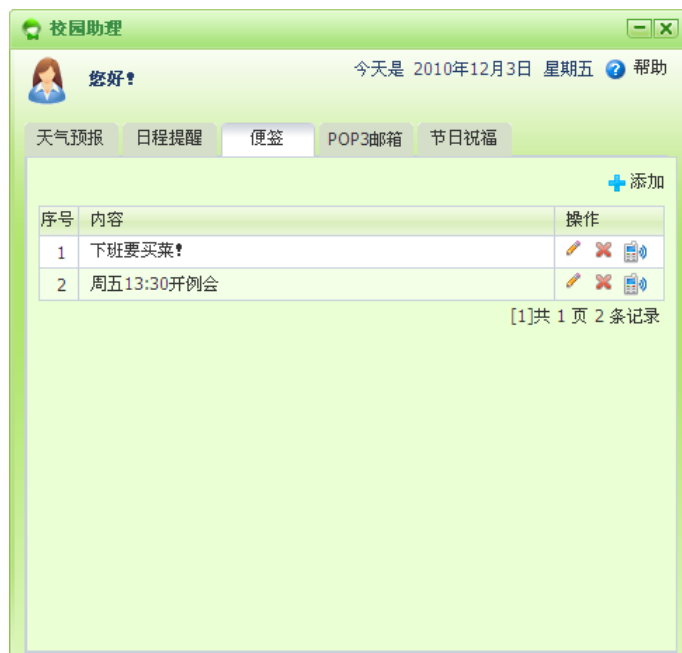 校园助理
您好！
今天是 2010年12月3日 星期五 帮助
天气预报 日程提醒 便签 POP3邮箱 节日祝福
添加
序号 内容 操作
1 下班要买菜！
2 周五13:30开例会
[1]共 1 页 2 条记录